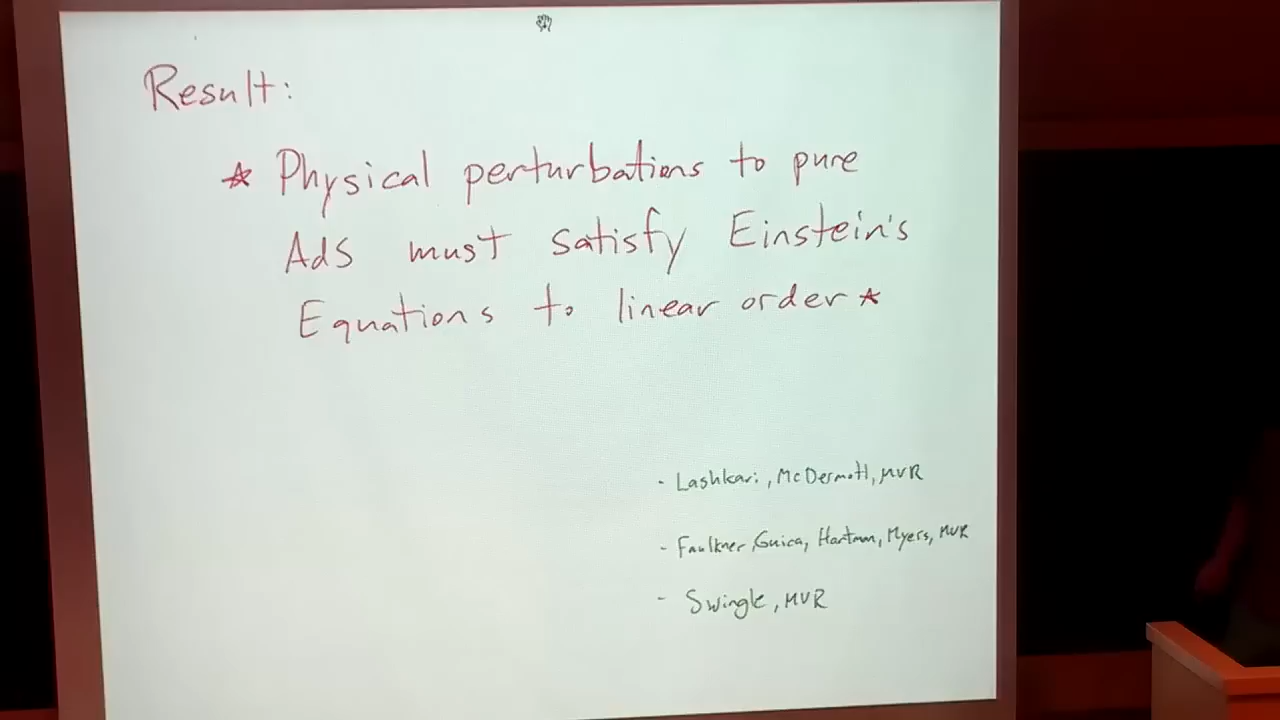 Result:
* Physical perturbations to pure
AdS must satisfy Einstein's
Equations to linear order *
- Lashkari, McDermott, MVR
- Faulkner, Guica, Hartman, Myers, MVR
- Swingle, MVR